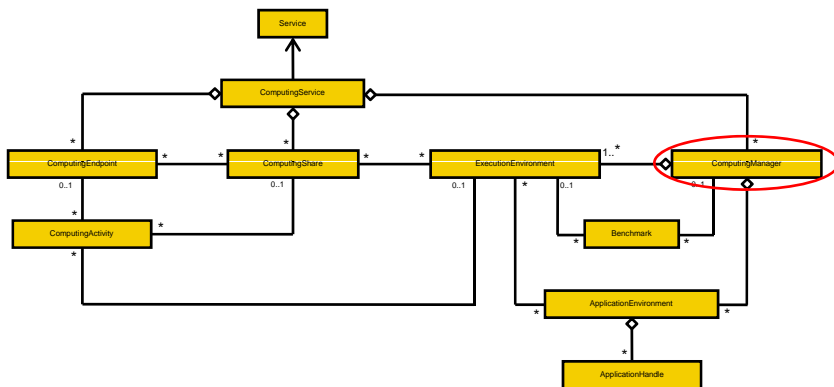 Service
ComputingService
* * *
ComputingEndpoint * * ComputingShare * * ExecutionEnvironment 1..* ComputingManager
0..1 0..1 0..1 * 0..1 0..1
* ComputingActivity * * Benchmark *
*
ApplicationEnvironment
* *
*
ApplicationHandle